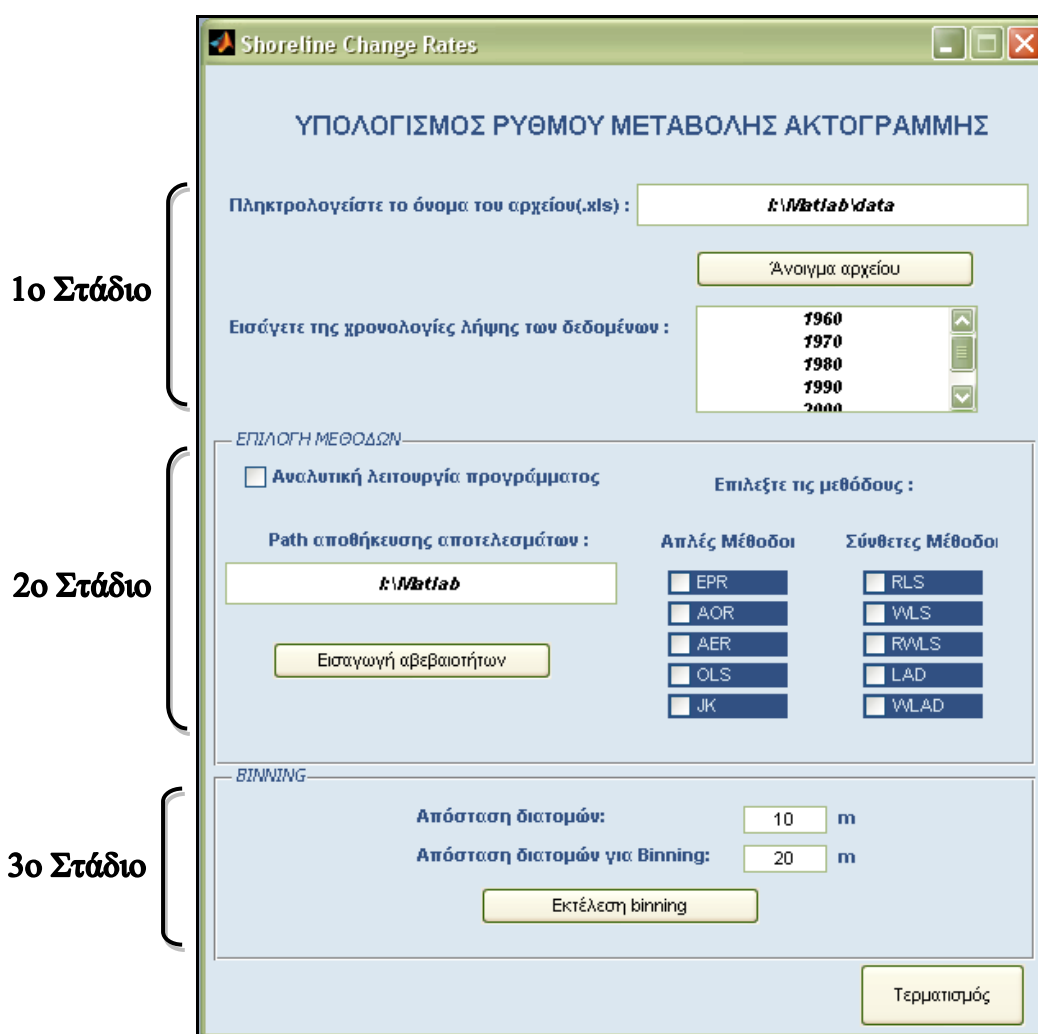 Shoreline Change Rates
ΥΠΟΛΟΓΙΣΜΟΣ ΡΥΘΜΟΥ ΜΕΤΑΒΟΛΗΣ ΑΚΤΟΓΡΑΜΜΗΣ
1ο Στάδιο
Πληκτρολογείστε το όνομα του αρχείου(.xls) :
I:\Matlab\data
Άνοιγμα αρχείου
Εισάγετε της χρονολογίες λήψης των δεδομένων :
1960
1970
1980
1990
2000
2ο Στάδιο
ΕΠΙΛΟΓΗ ΜΕΘΟΔΩΝ
Αναλυτική λειτουργία προγράμματος
Path αποθήκευσης αποτελεσμάτων :
I:\Matlab
Εισαγωγή αβεβαιοτήτων
Επιλεξτε τις μεθόδους :
Απλές Μέθοδοι
EPR
AOR
AER
OLS
JK
Σύνθετες Μέθοδοι
RLS
WLS
RWLS
LAD
WLAD
3ο Στάδιο
BINNING
Απόσταση διατομών: 10 m
Απόσταση διατομών για Binning: 20 m
Εκτέλεση binning
Τερματισμός